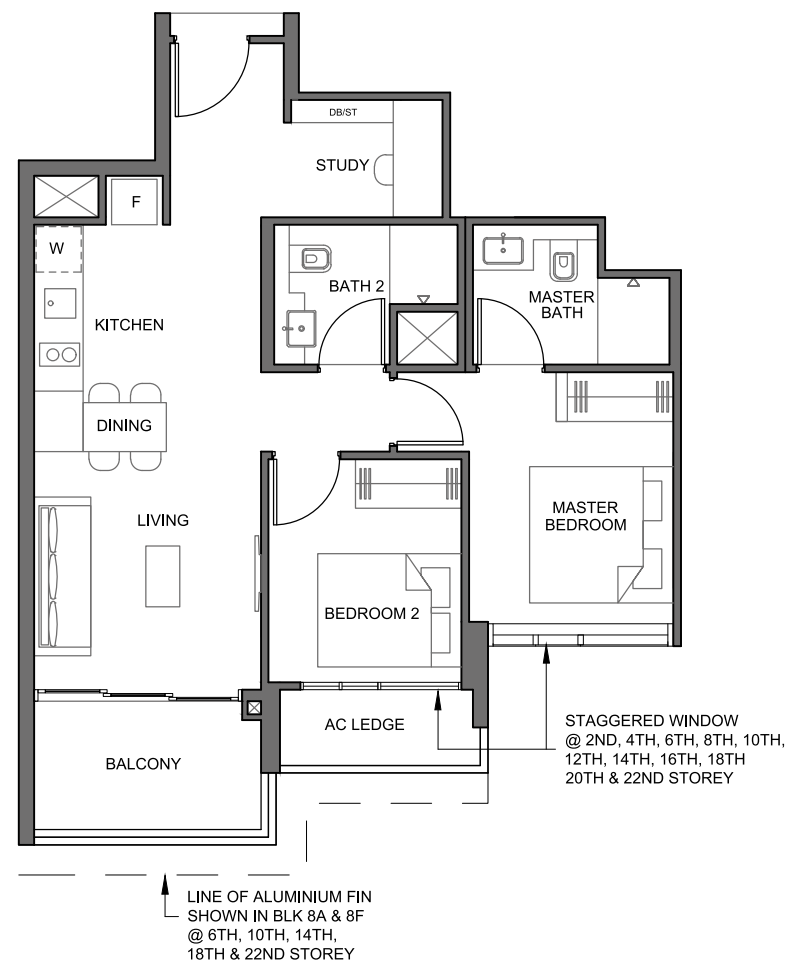 DB/ST
STUDY
F
W
BATH 2
MASTER
BATH
KITCHEN
DINING
MASTER
BEDROOM
LIVING
BEDROOM 2
AC LEDGE
BALCONY
STAGGERED WINDOW
@ 2ND, 4TH, 6TH, 8TH, 10TH,
12TH, 14TH, 16TH, 18TH
20TH & 22ND STOREY
LINE OF ALUMINIUM FIN
SHOWN IN BLK 8A & 8F
@ 6TH, 10TH, 14TH,
18TH & 22ND STOREY